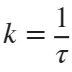 k = 1/τ